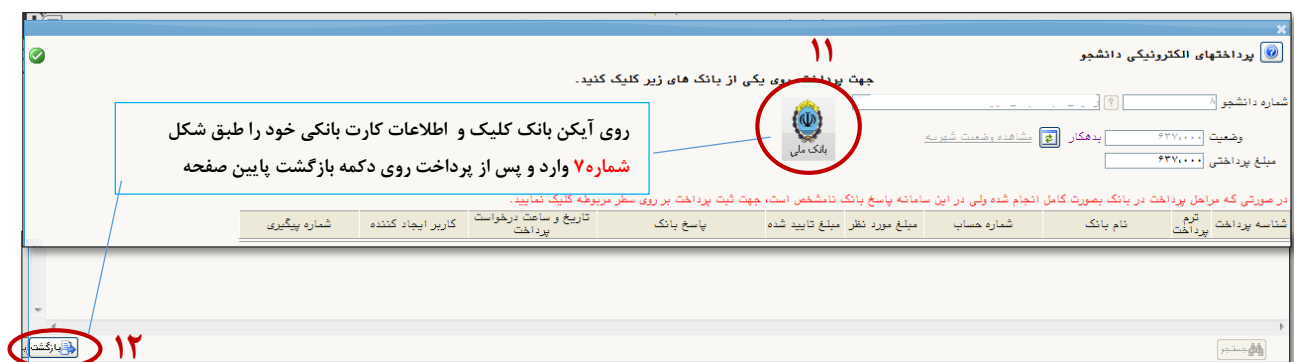 پرداختهای الکترونیکی دانشجو
۱۱
جهت پرداخت روی یکی از بانک های زیر کلیک کنید.
شماره دانشجو
بانک ملی
وضعیت ۶۳۷,۰۰۰ بدهکار مشاهده وضعیت شهریه
مبلغ پرداختی ۶۳۷,۰۰۰
روی آیکن بانک کلیک و اطلاعات کارت بانکی خود را طبق شکل
شماره۷ وارد و پس از پرداخت روی دکمه بازگشت پایین صفحه
در صورتی که مراحل پرداخت در بانک بصورت کامل انجام شده ولی در این سامانه پاسخ بانک نامشخص است، جهت ثبت پرداخت بر روی سطر مربوطه کلیک نمایید.
شناسه پرداخت ترم پرداخت نام بانک شماره حساب مبلغ مورد نظر مبلغ تایید شده پاسخ بانک تاریخ و ساعت درخواست پرداخت کاربر ایجاد کننده شماره پیگیری
جستجو
۱۲
بازگشت